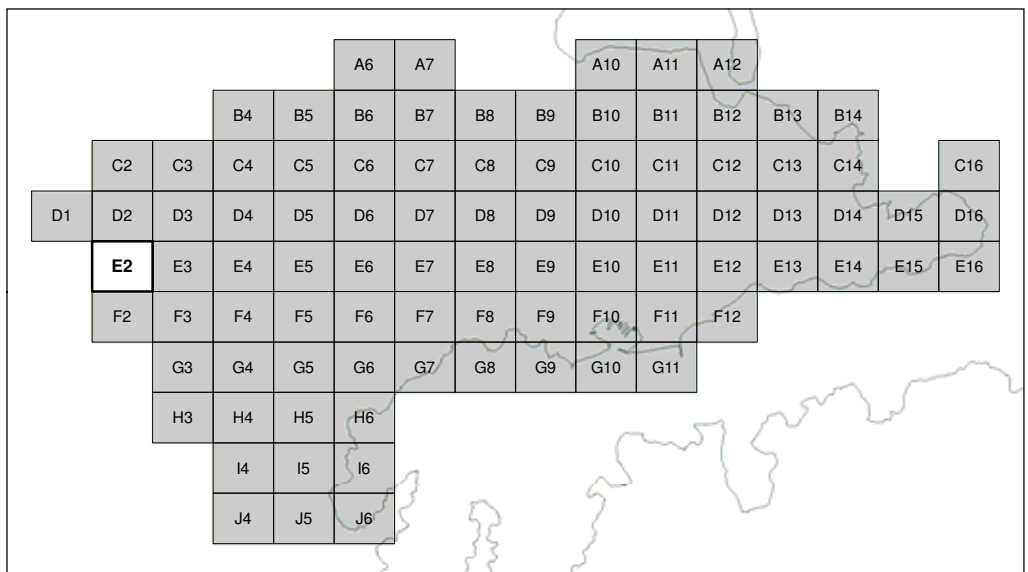 A6 A7 A10 A11 A12
B4 B5 B6 B7 B8 B9 B10 B11 B12 B13 B14
C2 C3 C4 C5 C6 C7 C8 C9 C10 C11 C12 C13 C14 C16
D1 D2 D3 D4 D5 D6 D7 D8 D9 D10 D11 D12 D13 D14 D15 D16
E2 E3 E4 E5 E6 E7 E8 E9 E10 E11 E12 E13 E14 E15 E16
F2 F3 F4 F5 F6 F7 F8 F9 F10 F11 F12
G3 G4 G5 G6 G7 G8 G9 G10 G11
H3 H4 H5 H6
I4 I5 I6
J4 J5 J6